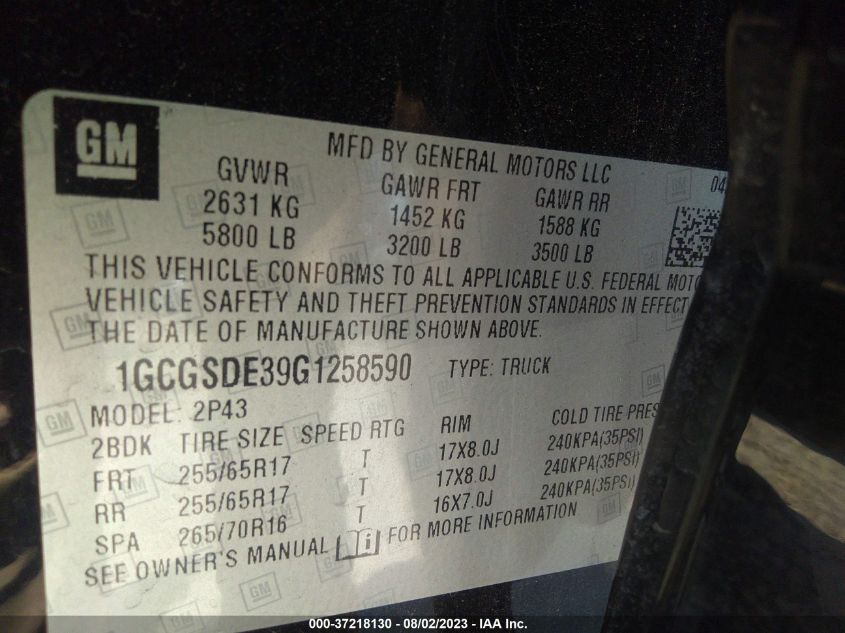 GM
MFD BY GENERAL MOTORS LLC
04
GVWR GAWR FRT GAWR RR
2631 KG 1452 KG 1588 KG
5800 LB 3200 LB 3500 LB
THIS VEHICLE CONFORMS TO ALL APPLICABLE U.S. FEDERAL MOTO
VEHICLE SAFETY AND THEFT PREVENTION STANDARDS IN EFFECT
THE DATE OF MANUFACTURE SHOWN ABOVE.
1GCGSDE39G1258590 TYPE: TRUCK
MODEL: 2P43
2BDK TIRE SIZE SPEED RTG RIM COLD TIRE PRES
FRT 255/65R17 T 17X8.0J 240KPA(35PSI)
RR 255/65R17 T 17X8.0J 240KPA(35PSI)
SPA 265/70R16 T 16X7.0J 240KPA(35PSI)
SEE OWNER'S MANUAL i FOR MORE INFORMATION
000-37218130 - 08/02/2023 - IAA Inc.